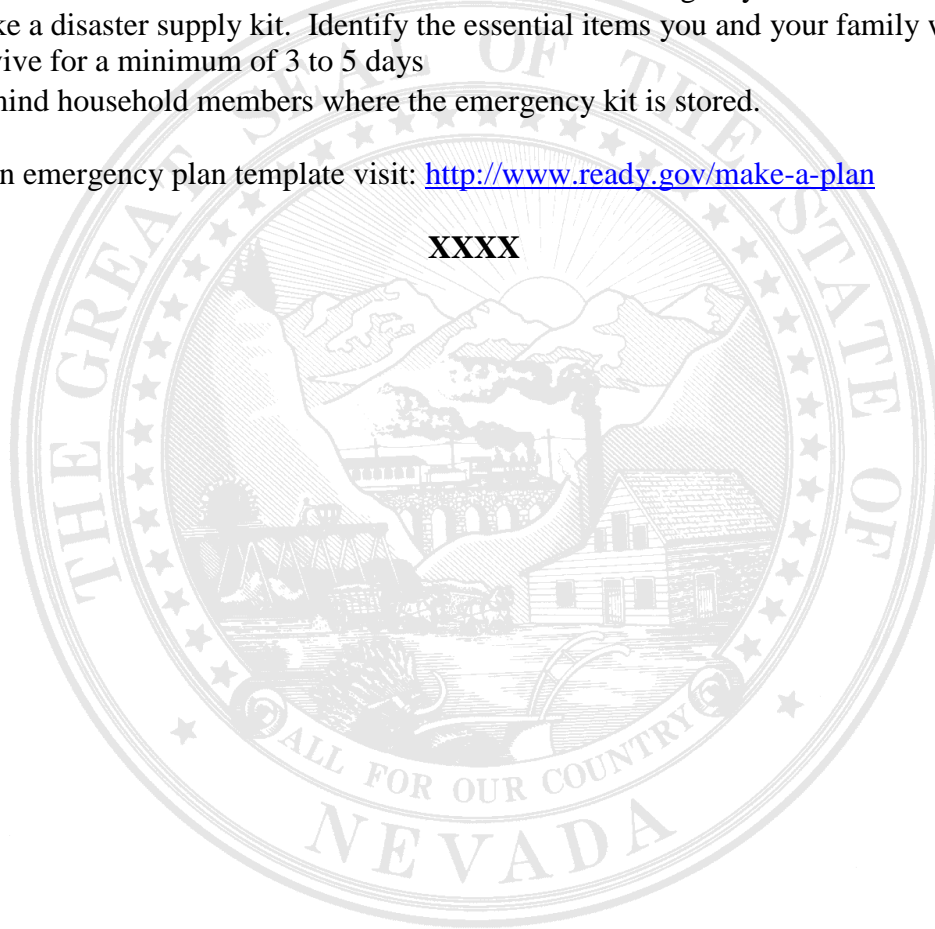 ke a disaster supply kit.  Identify the essential items you and your family
vive for a minimum of 3 to 5 days
mind household members where the emergency kit is stored.
n emergency plan template visit: http://www.ready.gov/make-a-plan
XXXX
THE GREAT SEAL OF THE STATE OF
NEVADA
ALL FOR OUR COUNTRY